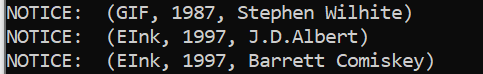 NOTICE:  (GIF, 1987, Stephen Wilhite)
NOTICE:  (EInk, 1997, J.D.Albert)
NOTICE:  (EInk, 1997, Barrett Comiskey)